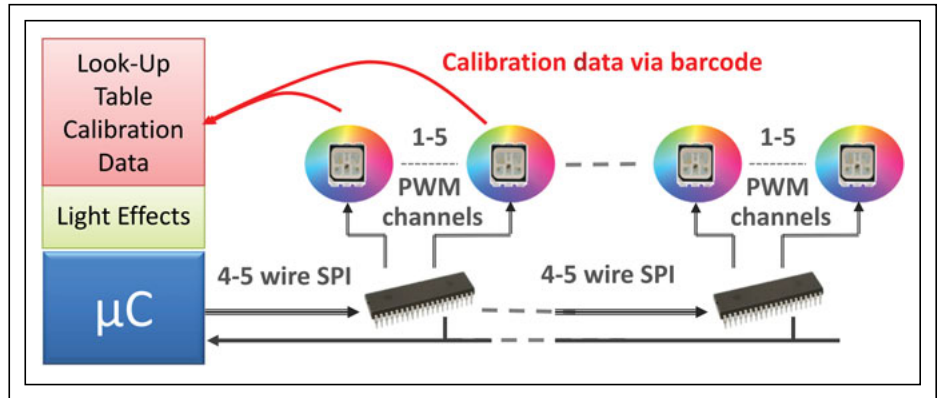 Look-Up
Table
Calibration
Data
Light Effects
µC
Calibration data via barcode
1-5
PWM
channels
1-5
PWM
channels
4-5 wire SPI
4-5 wire SPI